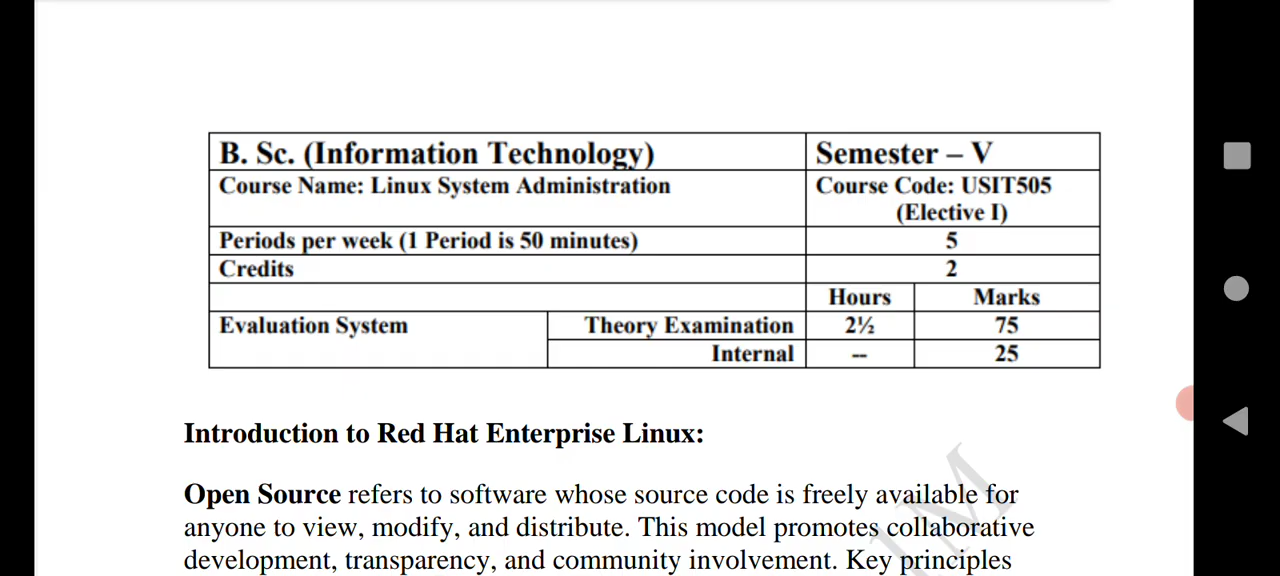 B. Sc. (Information Technology) Semester – V
Course Name: Linux System Administration Course Code: USIT505
(Elective I)
Periods per week (1 Period is 50 minutes) 5
Credits 2
Hours Marks
Evaluation System Theory Examination 2½ 75
Internal -- 25
Introduction to Red Hat Enterprise Linux:
Open Source refers to software whose source code is freely available for
anyone to view, modify, and distribute. This model promotes collaborative
development, transparency, and community involvement. Key principles